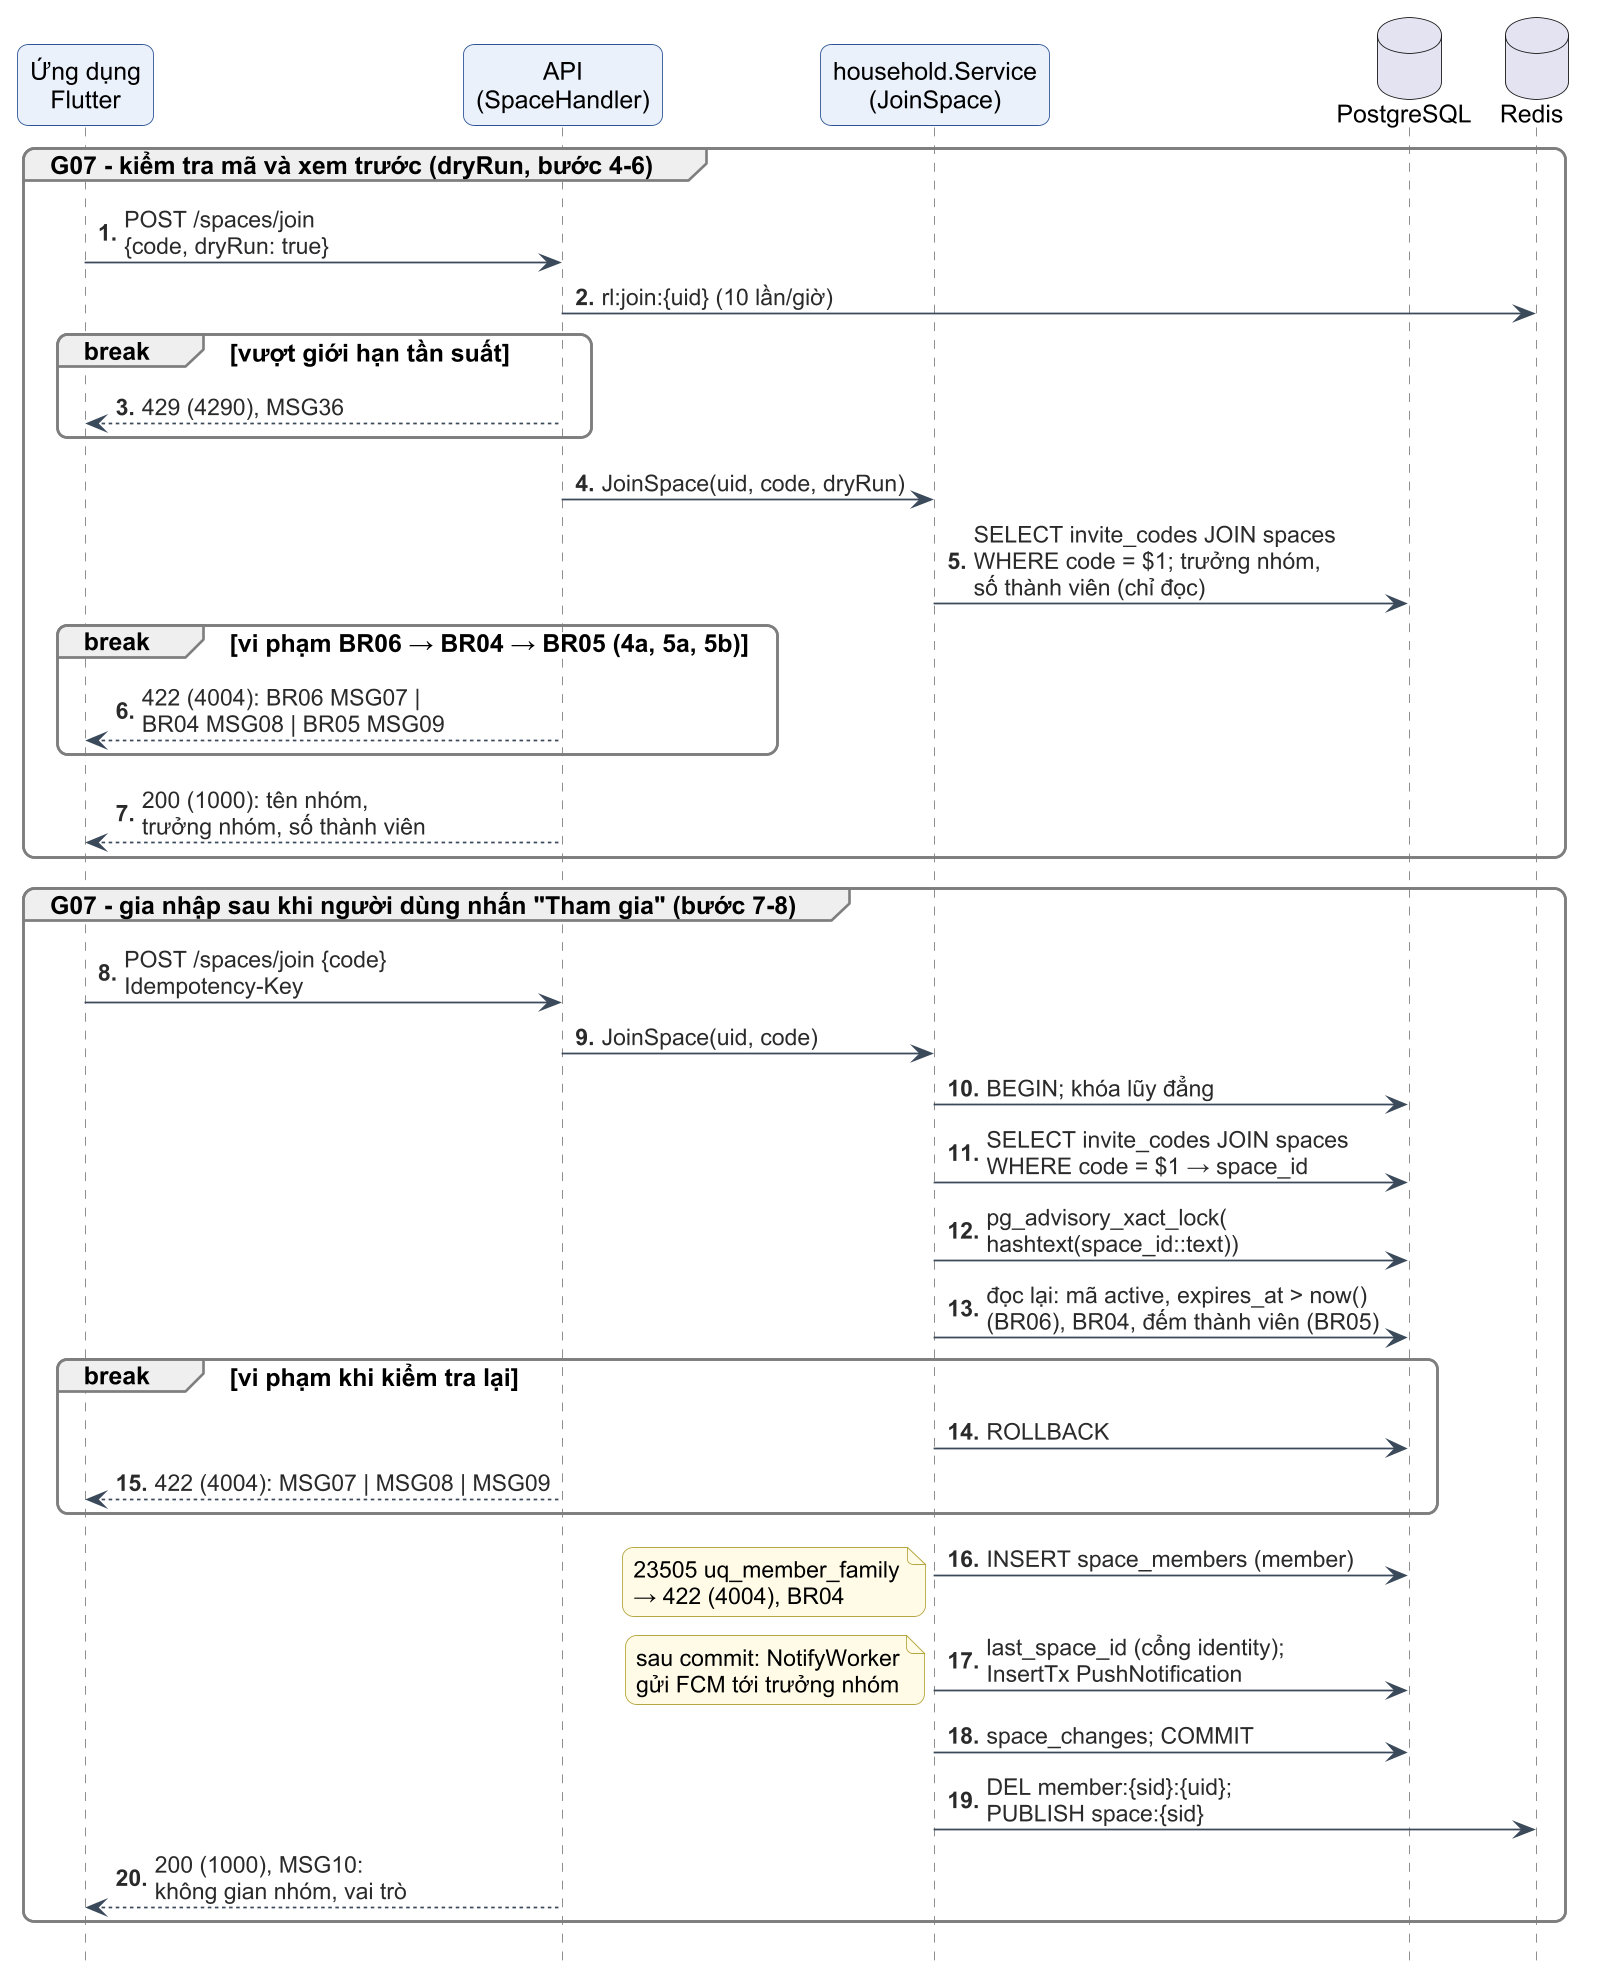 Ứng dụng
Flutter
API
(SpaceHandler)
household.Service
(JoinSpace)
PostgreSQL
Redis
G07 - kiểm tra mã và xem trước (dryRun, bước 4-6)
1. POST /spaces/join
{code, dryRun: true}
2. rl:join:{uid} (10 lần/giờ)
break [vượt giới hạn tần suất]
3. 429 (4290), MSG36
4. JoinSpace(uid, code, dryRun)
5. SELECT invite_codes JOIN spaces
WHERE code = $1; trưởng nhóm,
số thành viên (chỉ đọc)
break [vi phạm BR06 → BR04 → BR05 (4a, 5a, 5b)]
6. 422 (4004): BR06 MSG07 |
BR04 MSG08 | BR05 MSG09
7. 200 (1000): tên nhóm,
trưởng nhóm, số thành viên
G07 - gia nhập sau khi người dùng nhấn "Tham gia" (bước 7-8)
8. POST /spaces/join {code}
Idempotency-Key
9. JoinSpace(uid, code)
10. BEGIN; khóa lũy đẳng
11. SELECT invite_codes JOIN spaces
WHERE code = $1 → space_id
12. pg_advisory_xact_lock(
hashtext(space_id::text))
13. đọc lại: mã active, expires_at > now()
(BR06), BR04, đếm thành viên (BR05)
break [vi phạm khi kiểm tra lại]
14. ROLLBACK
15. 422 (4004): MSG07 | MSG08 | MSG09
16. INSERT space_members (member)
23505 uq_member_family
→ 422 (4004), BR04
17. last_space_id (cổng identity);
InsertTx PushNotification
sau commit: NotifyWorker
gửi FCM tới trưởng nhóm
18. space_changes; COMMIT
19. DEL member:{sid}:{uid};
PUBLISH space:{sid}
20. 200 (1000), MSG10:
không gian nhóm, vai trò